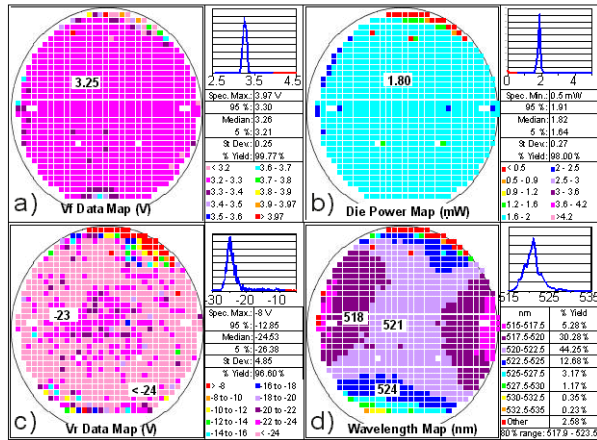 3.25
2.5 3.5 4.5
Spec. Max.: 3.97 V
95 %: 3.30
Median: 3.26
5 %: 3.21
St Dev.: 0.25
% Yield: 99.77%
< 3.2 3.6-3.7
3.2 - 3.3 3.7 - 3.8
3.3 - 3.4 3.8 - 3.9
3.4 - 3.5 3.9 - 3.97
3.5 - 3.6 > 3.97
a) Vf Data Map (V)
1.80
0 2 5
Spec. Min.: 0.5 mW
95 %: 1.91
Median: 1.82
5 %: 1.64
St Dev.: 0.27
% Yield: 98.00%
< 0.5 2 - 2.5
0.5 - 0.9 2.5 - 3
0.9 - 1.2 3 - 3.6
1.2 - 1.6 3.6 - 4.2
1.6 - 2 >4.2
b) Die Power Map (mW)
-23
< -24
-30 -20 -10
Spec. Max.: -8 V
95 %: -12.85
Median: -24.53
5 %: -26.38
St Dev.: 4.85
% Yield: 96.60%
> -8 -16 to -18
-8 to -10 -18 to -20
-10 to -12 -20 to -22
-12 to -14 -22 to -24
-14 to -16 < -24
c) Vr Data Map (V)
518 521
524
515 525 535
nm % Yield
515-517.5 5.28%
517.5-520 30.28%
520-522.5 44.25%
522.5-525 12.68%
525-527.5 3.17%
527.5-530 1.17%
530-532.5 0.35%
532.5-535 0.23%
Other 2.58%
80% range: 517.9 - 523.5
d) Wavelength Map (nm)